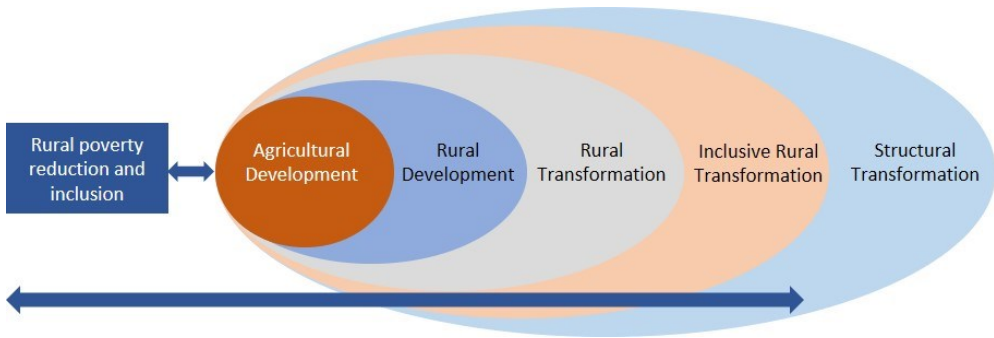 Rural poverty
reduction and
inclusion
Agricultural
Development
Rural
Development
Rural
Transformation
Inclusive Rural
Transformation
Structural
Transformation